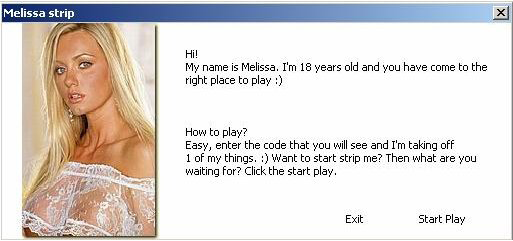 Melissa strip
Hi!
My name is Melissa. I'm 18 years old and you have come to the
right place to play :)
How to play?
Easy, enter the code that you will see and I'm taking off
1 of my things. :) Want to start strip me? Then what are you
waiting for? Click the start play.
Exit
Start Play